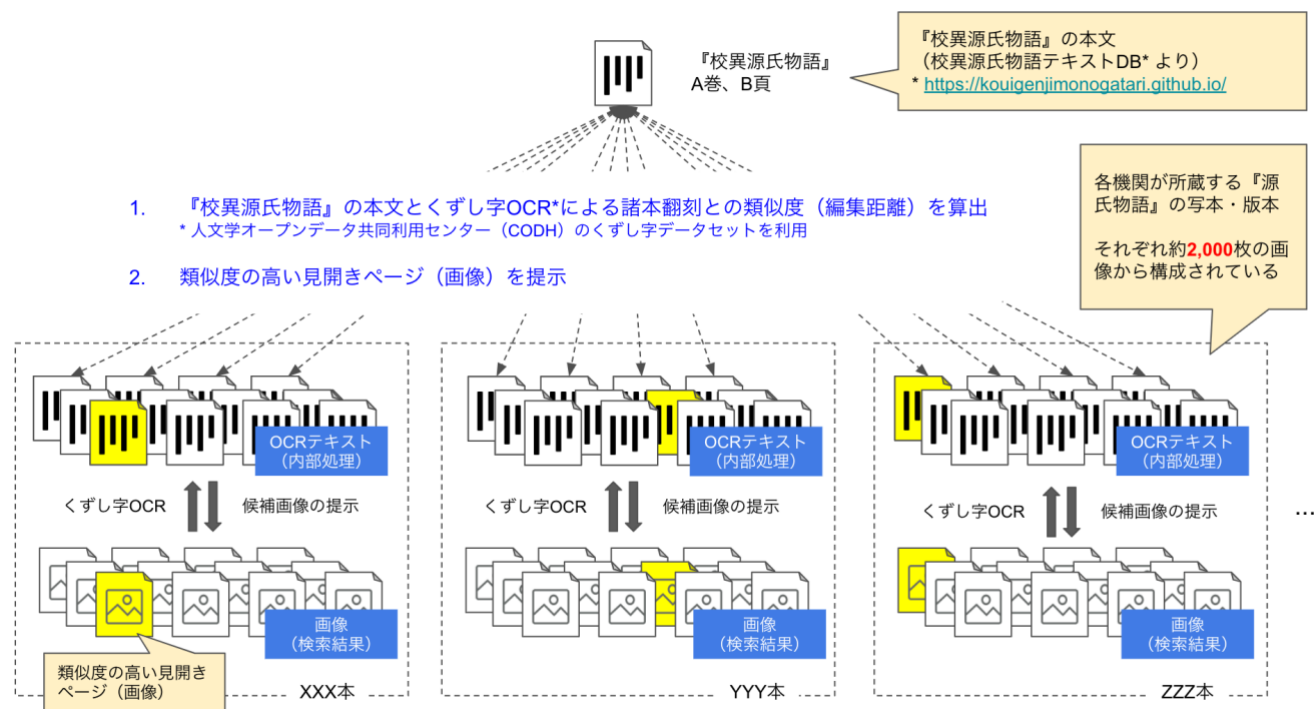 『校異源氏物語』
A巻、B頁
『校異源氏物語』の本文
（校異源氏物語テキストDB* より）
* https://kouigenjimonogatari.github.io/
1. 『校異源氏物語』の本文とくずし字OCR*による諸本翻刻との類似度（編集距離）を算出
* 人文学オープンデータ共同利用センター（CODH）のくずし字データセットを利用
2. 類似度の高い見開きページ（画像）を提示
各機関が所蔵する『源
氏物語』の写本・版本
それぞれ約2,000枚の画
像から構成されている
OCRテキスト
（内部処理）
くずし字OCR
候補画像の提示
画像
（検索結果）
類似度の高い見開き
ページ（画像）
XXX本
OCRテキスト
（内部処理）
くずし字OCR
候補画像の提示
画像
（検索結果）
YYY本
OCRテキスト
（内部処理）
くずし字OCR
候補画像の提示
画像
（検索結果）
ZZZ本
...